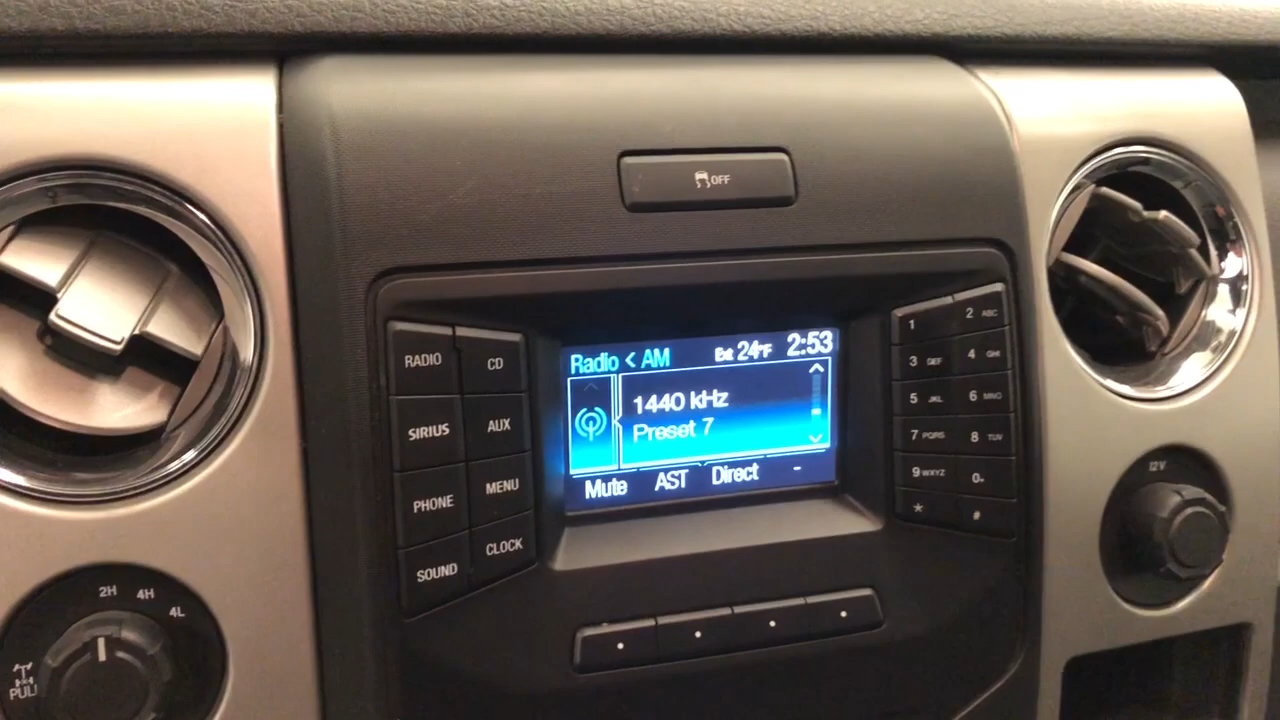 OFF
Radio < AM Ext 24°F 2:53
1440 kHz
Preset 7
Mute AST Direct -
RADIO CD
SIRIUS AUX
PHONE MENU
SOUND CLOCK
1 2 ABC
3 DEF 4 GHI
5 JKL 6 MNO
7 PQRS 8 TUV
9 WXYZ 0+
* #
12V
2H 4H 4L
PULL